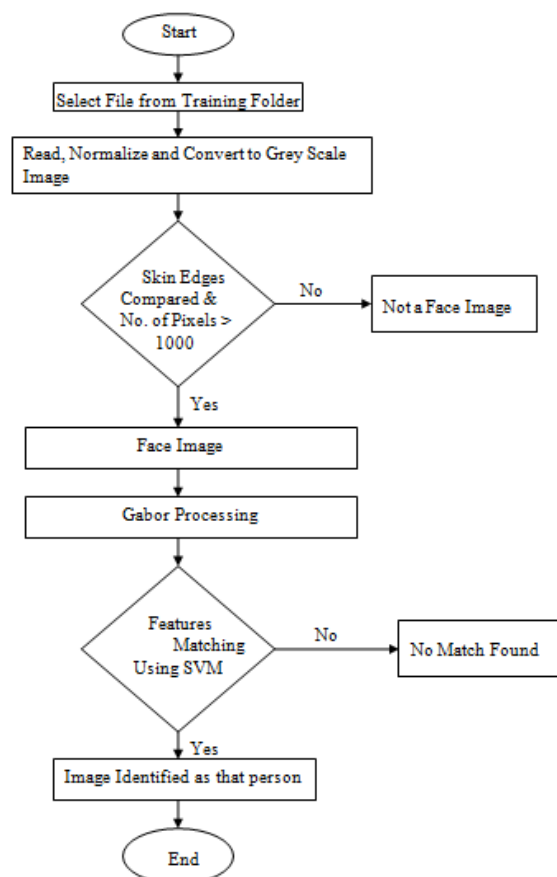 Start
Select File from Training Folder
Read, Normalize and Convert to Grey Scale
Image
Skin Edges
Compared &
No. of Pixels >
1000
No
Not a Face Image
Yes
Face Image
Gabor Processing
Features
Matching
Using SVM
No
No Match Found
Yes
Image Identified as that person
End